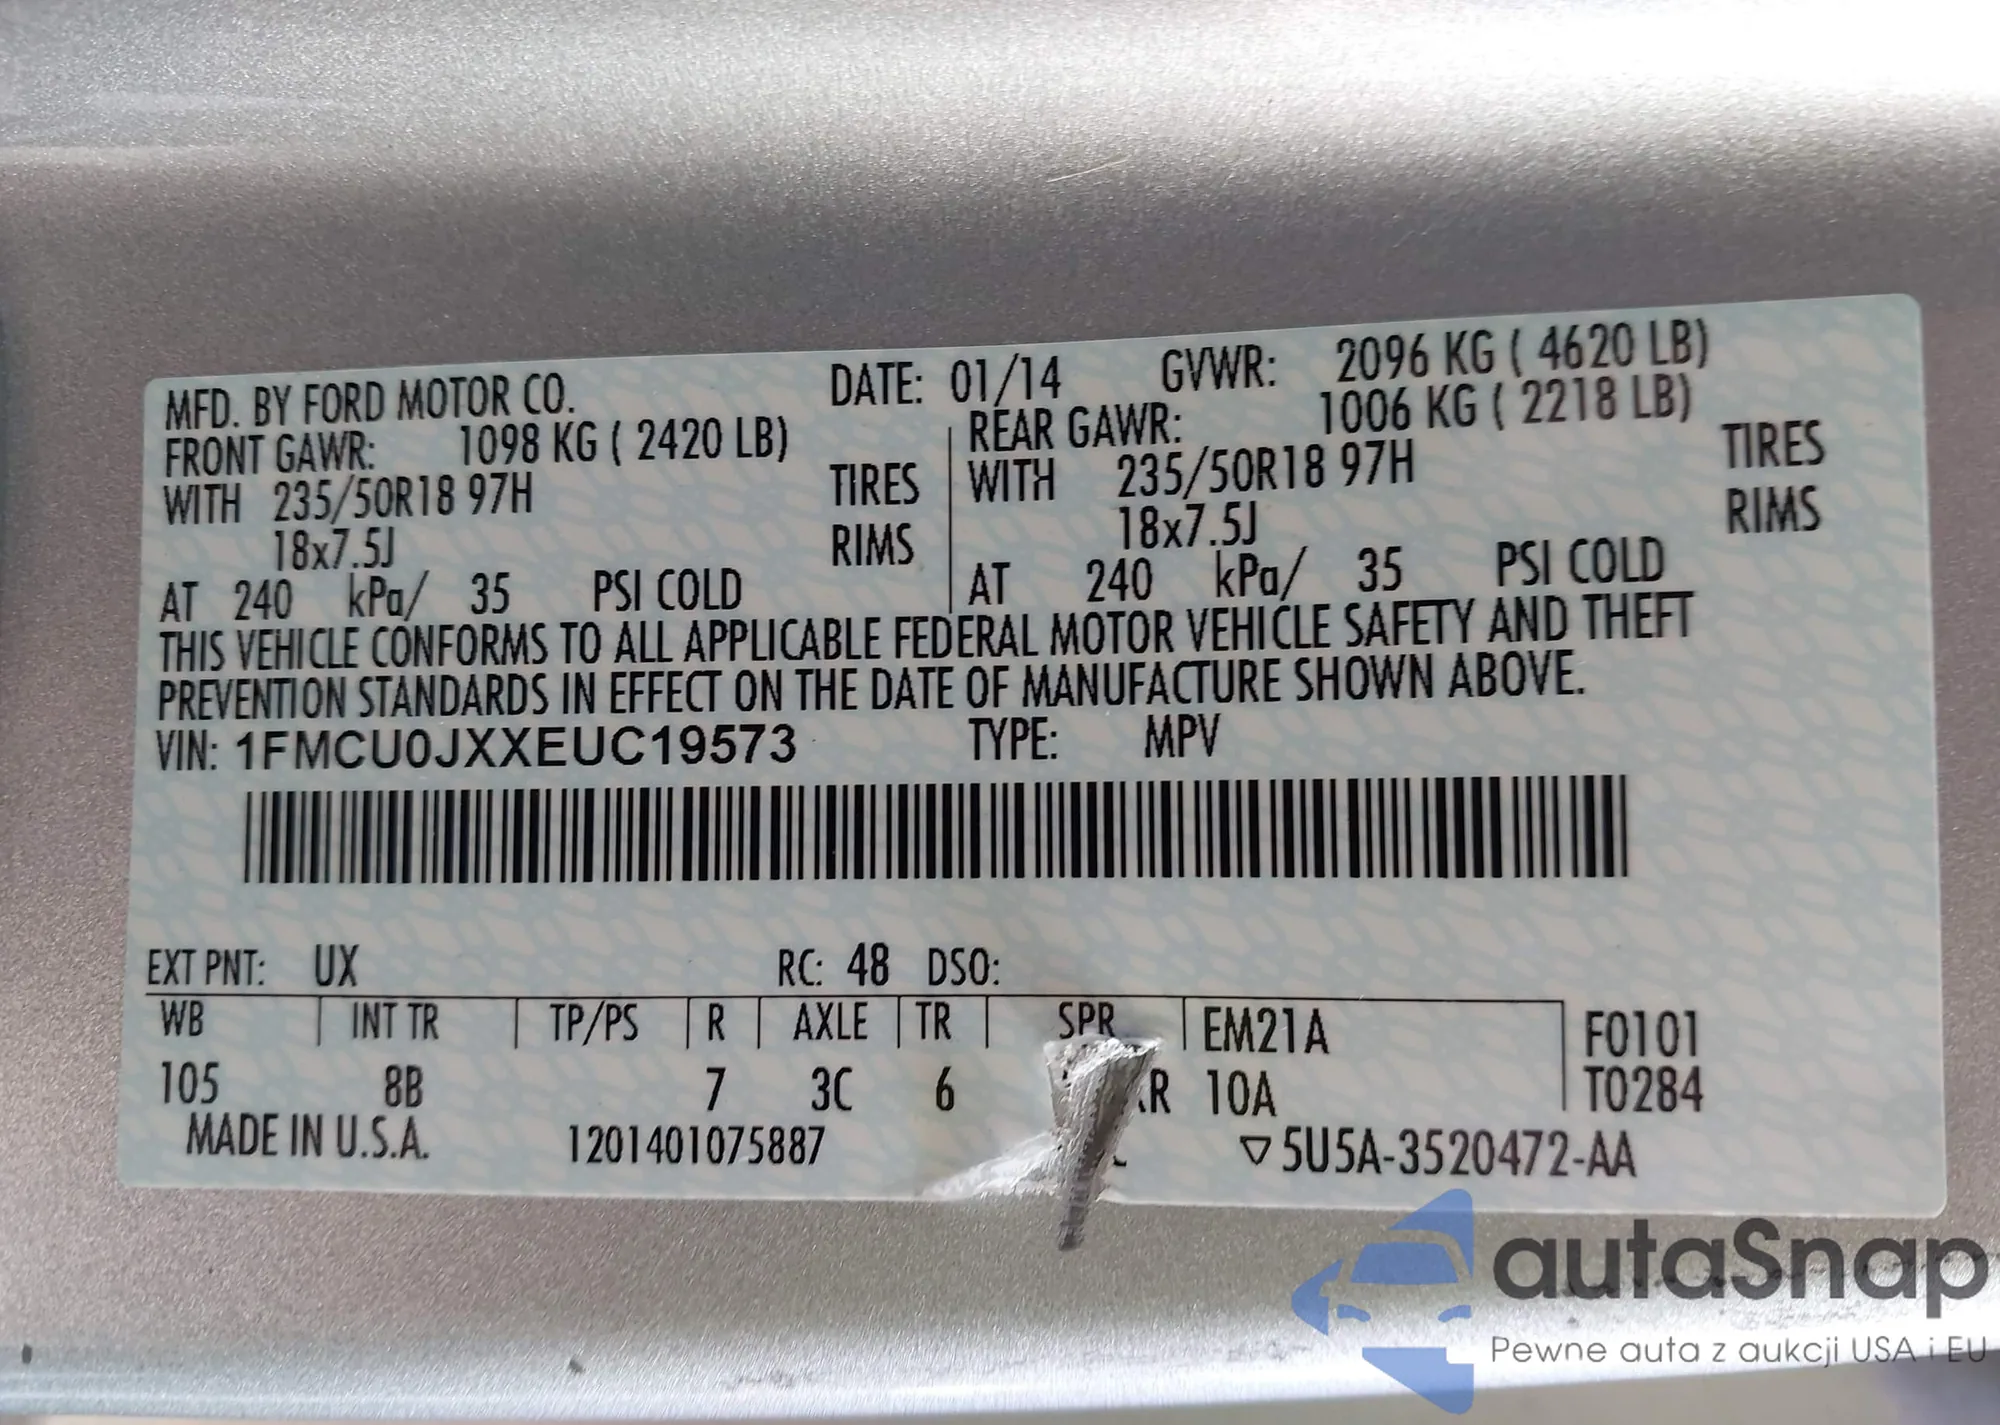 MFD. BY FORD MOTOR CO. DATE: 01/14 GVWR: 2096 KG ( 4620 LB)
FRONT GAWR: 1098 KG ( 2420 LB) REAR GAWR: 1006 KG ( 2218 LB)
WITH 235/50R18 97H TIRES WITH 235/50R18 97H TIRES
18x7.5J RIMS 18x7.5J RIMS
AT 240 kPa/ 35 PSI COLD AT 240 kPa/ 35 PSI COLD
THIS VEHICLE CONFORMS TO ALL APPLICABLE FEDERAL MOTOR VEHICLE SAFETY AND THEFT
PREVENTION STANDARDS IN EFFECT ON THE DATE OF MANUFACTURE SHOWN ABOVE.
VIN: 1FMCU0JXXEUC19573 TYPE: MPV
EXT PNT: UX RC: 48 DSO:
WB INT TR TP/PS R AXLE TR SPR EM21A F0101
105 8B 7 3C 6 R 10A T0284
MADE IN U.S.A. 1201401075887 ▽5U5A-3520472-AA
autaSnap
Pewne auta z aukcji USA i EU